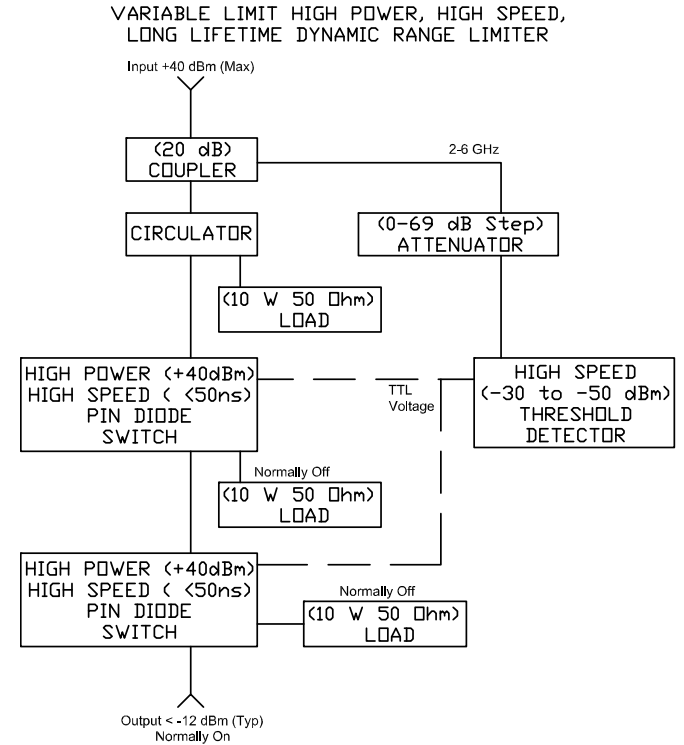 VARIABLE LIMIT HIGH POWER, HIGH SPEED,
LONG LIFETIME DYNAMIC RANGE LIMITER
Input +40 dBm (Max)
(20 dB)
COUPLER
2-6 GHz
CIRCULATOR
(0-69 dB Step)
ATTENUATOR
(10 W 50 Ohm)
LOAD
HIGH POWER (+40dBm)
HIGH SPEED ( <50ns)
PIN DIODE
SWITCH
TTL
Voltage
HIGH SPEED
(-30 to -50 dBm)
THRESHOLD
DETECTOR
Normally Off
(10 W 50 Ohm)
LOAD
HIGH POWER (+40dBm)
HIGH SPEED ( <50ns)
PIN DIODE
SWITCH
Normally Off
(10 W 50 Ohm)
LOAD
Output < -12 dBm (Typ)
Normally On